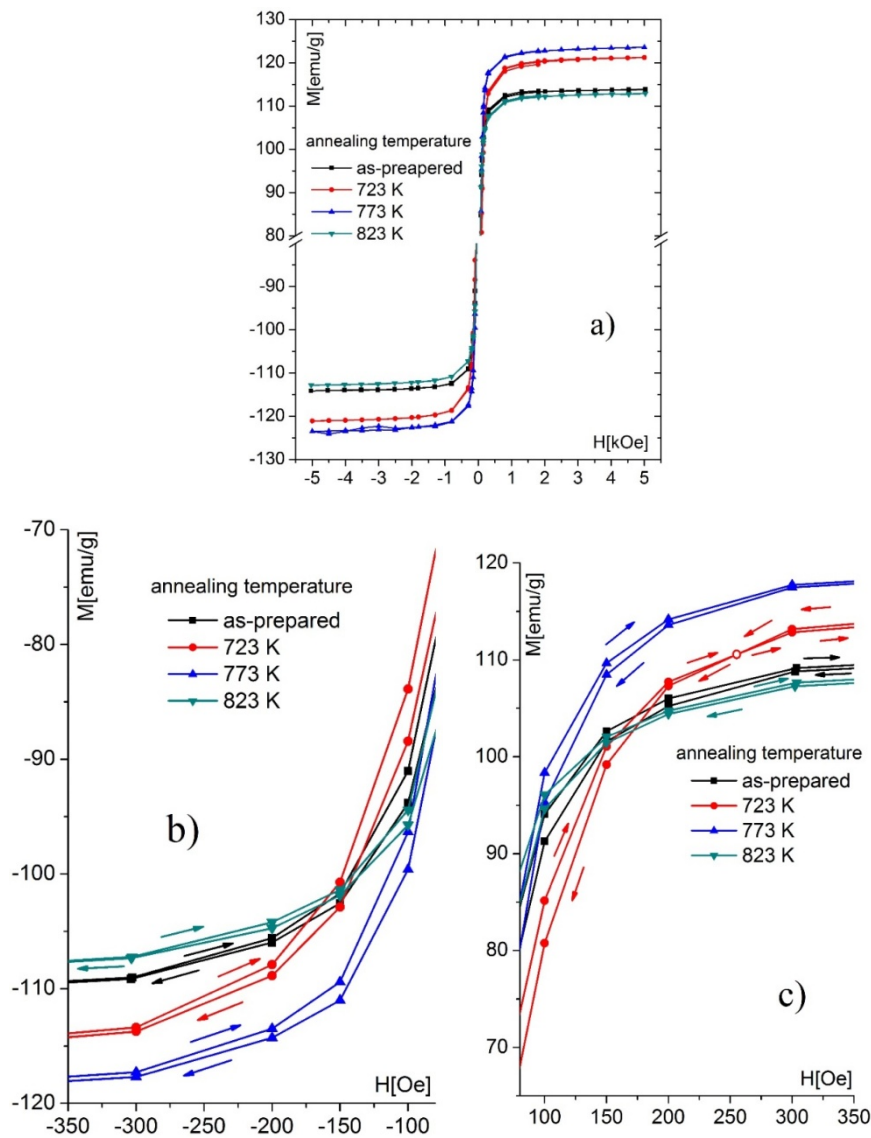 M[emu/g]
130
120
110
100
90
80
-90
-100
-110
-120
-130
annealing temperature
as-preapered
723 K
773 K
823 K
a)
H[kOe]
-5 -4 -3 -2 -1 0 1 2 3 4 5
M[emu/g]
-70
-80
-90
-100
-110
-120
annealing temperature
as-prepared
723 K
773 K
823 K
b)
H[Oe]
-350 -300 -250 -200 -150 -100
M[emu/g]
120
110
100
90
80
70
annealing temperature
as-prepared
723 K
773 K
823 K
c)
H[Oe]
100 150 200 250 300 350